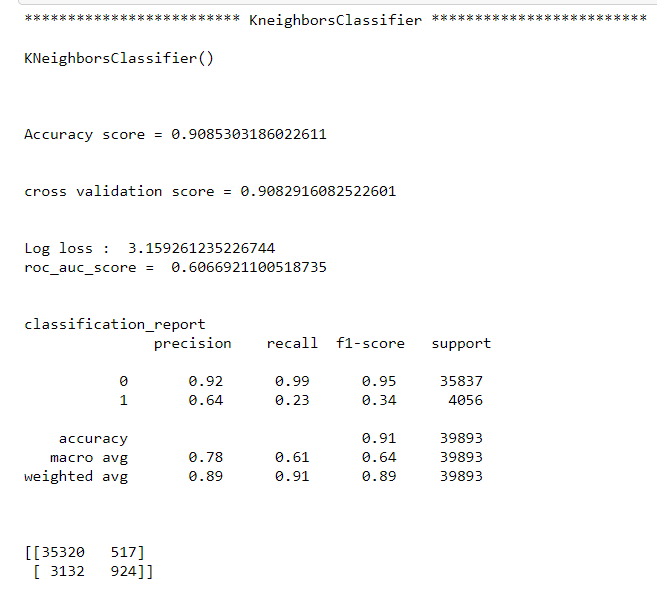 ************************* KneighborsClassifier *************************
KNeighborsClassifier()
Accuracy score = 0.9085303186022611
cross validation score = 0.9082916082522601
Log loss :  3.159261235226744
roc_auc_score =  0.6066921100518735
classification_report
               precision    recall  f1-score   support
           0       0.92      0.99      0.95     35837
           1       0.64      0.23      0.34      4056
    accuracy                           0.91     39893
   macro avg       0.78      0.61      0.64     39893
weighted avg       0.89      0.91      0.89     39893
[[35320   517]
 [ 3132   924]]